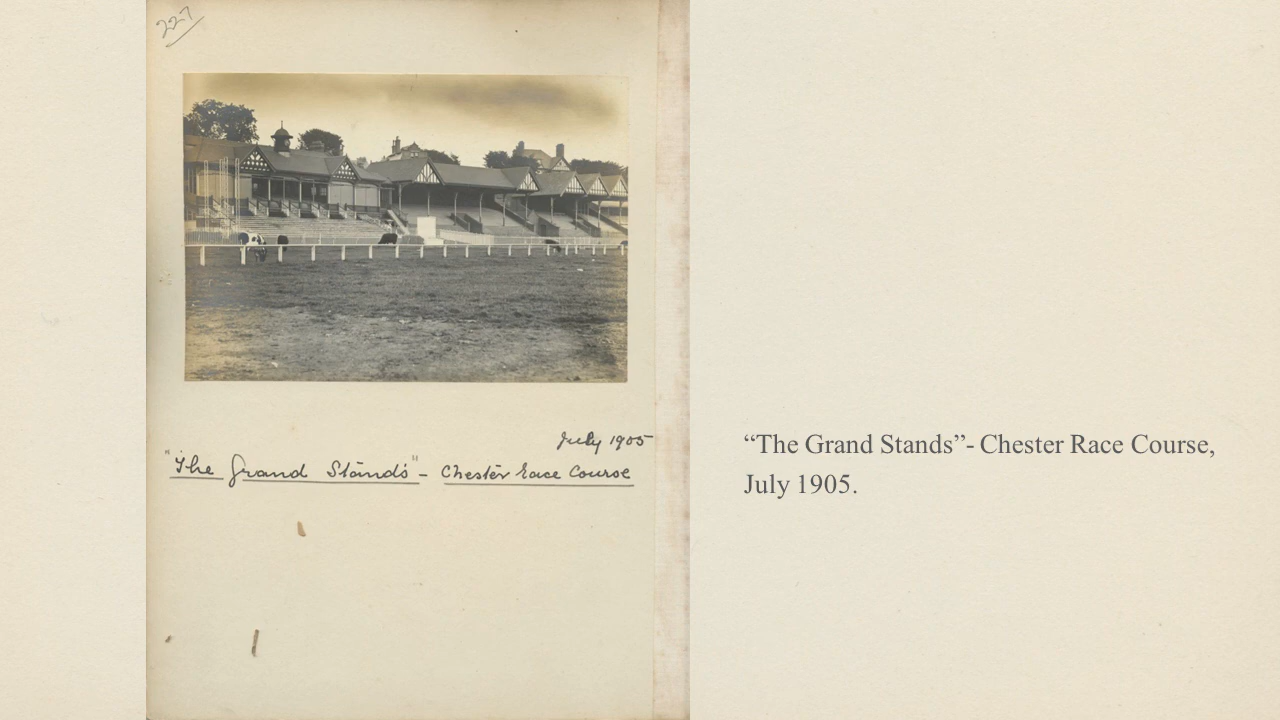 227
July 1905
"The Grand Stands" - Chester Race Course
“The Grand Stands”- Chester Race Course,
July 1905.